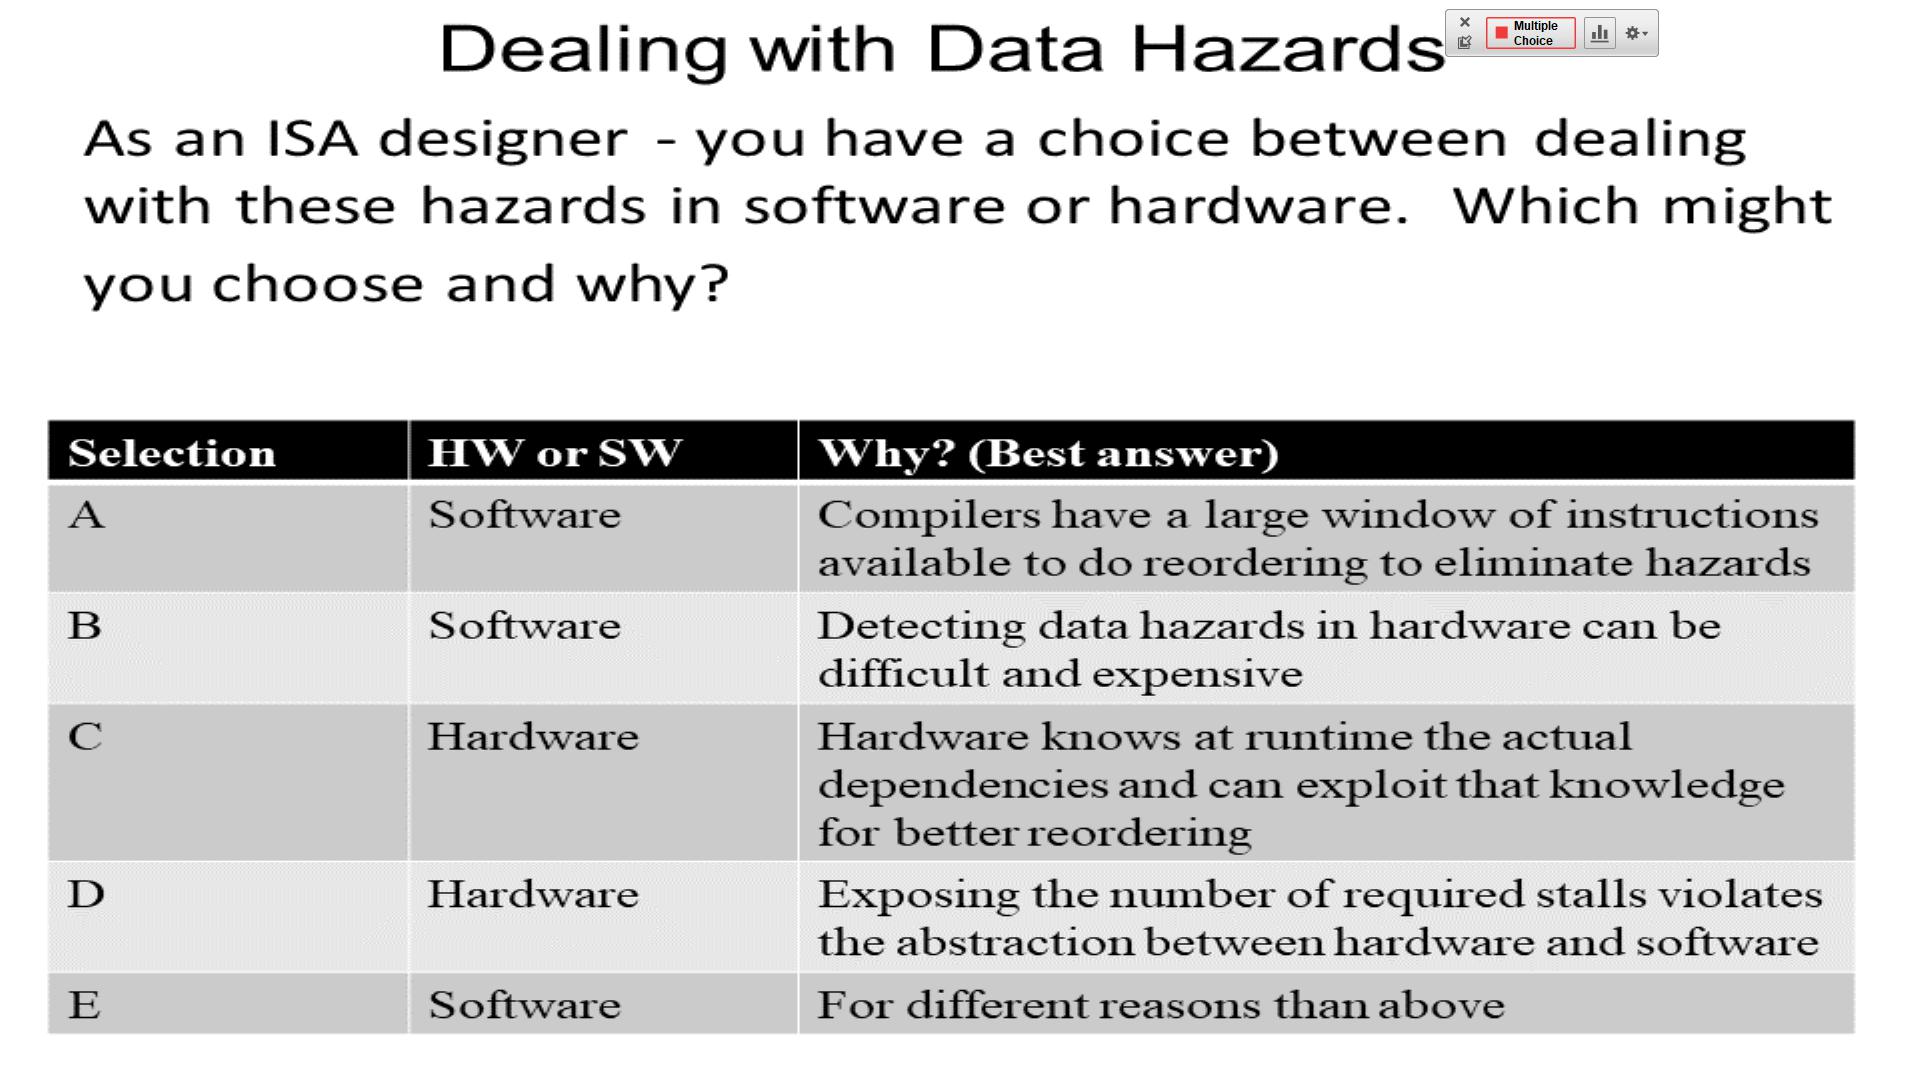 Dealing with Data Hazards
Multiple
Choice
As an ISA designer - you have a choice between dealing
with these hazards in software or hardware. Which might
you choose and why?
Selection HW or SW Why? (Best answer)
A Software Compilers have a large window of instructions
available to do reordering to eliminate hazards
B Software Detecting data hazards in hardware can be
difficult and expensive
C Hardware Hardware knows at runtime the actual
dependencies and can exploit that knowledge
for better reordering
D Hardware Exposing the number of required stalls violates
the abstraction between hardware and software
E Software For different reasons than above